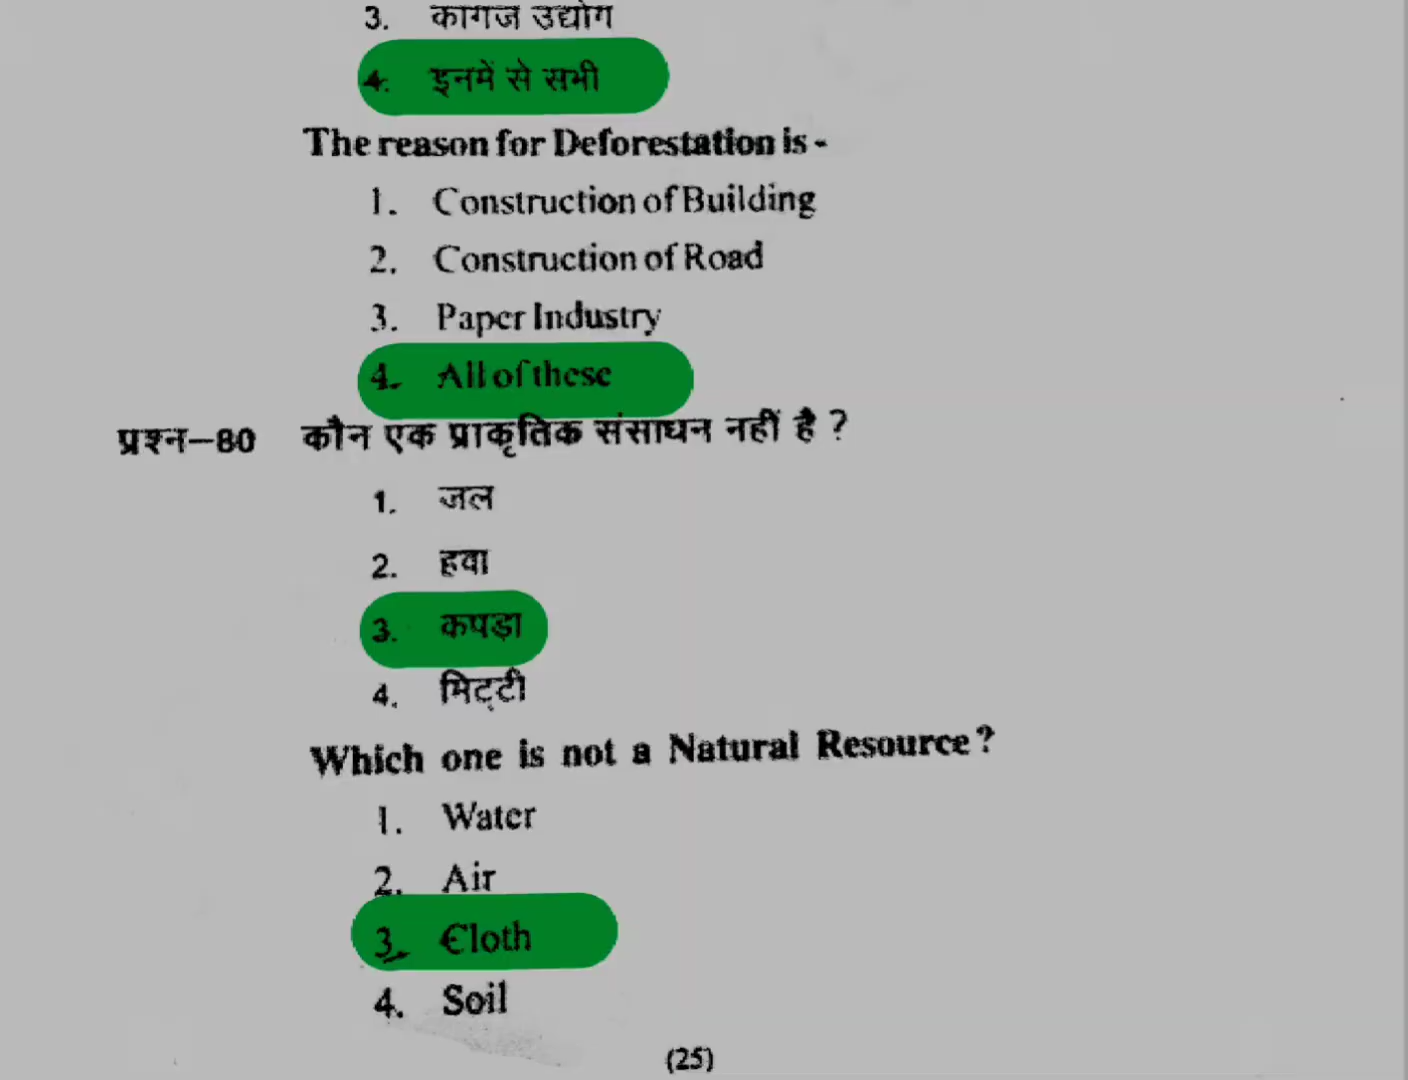 3. कागज उद्योग
4. इनमें से सभी
The reason for Deforestation is -
1. Construction of Building
2. Construction of Road
3. Paper Industry
4. All of these
प्रश्न-80 कौन एक प्राकृतिक संसाधन नहीं है ?
1. जल
2. हवा
3. कपड़ा
4. मिट्टी
Which one is not a Natural Resource?
1. Water
2. Air
3. Cloth
4. Soil
(25)